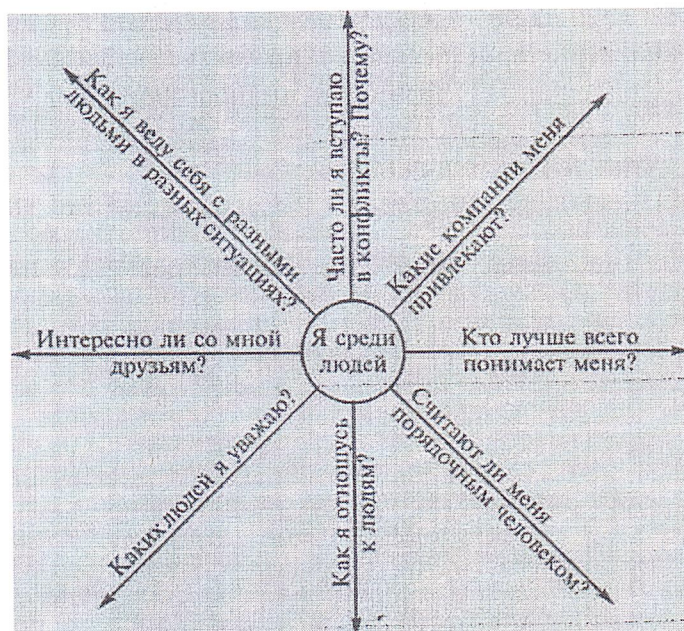 Как я веду себя с разными
людьми в разных ситуациях?
Часто ли я вступаю
в конфликты? Почему?
Какие компании меня
привлекают?
Интересно ли со мной
друзьям?
Я среди
людей
Кто лучше всего
понимает меня?
Каких людей я уважаю?
Как я отношусь
к людям?
Считают ли меня
порядочным человеком?